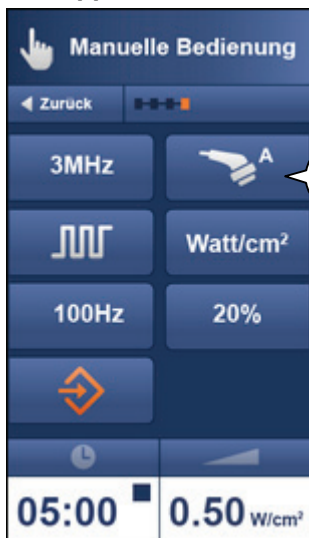 Manuelle Bedienung
Zurück
3MHz
A
Watt/cm²
100Hz
20%
05:00
0.50 W/cm²